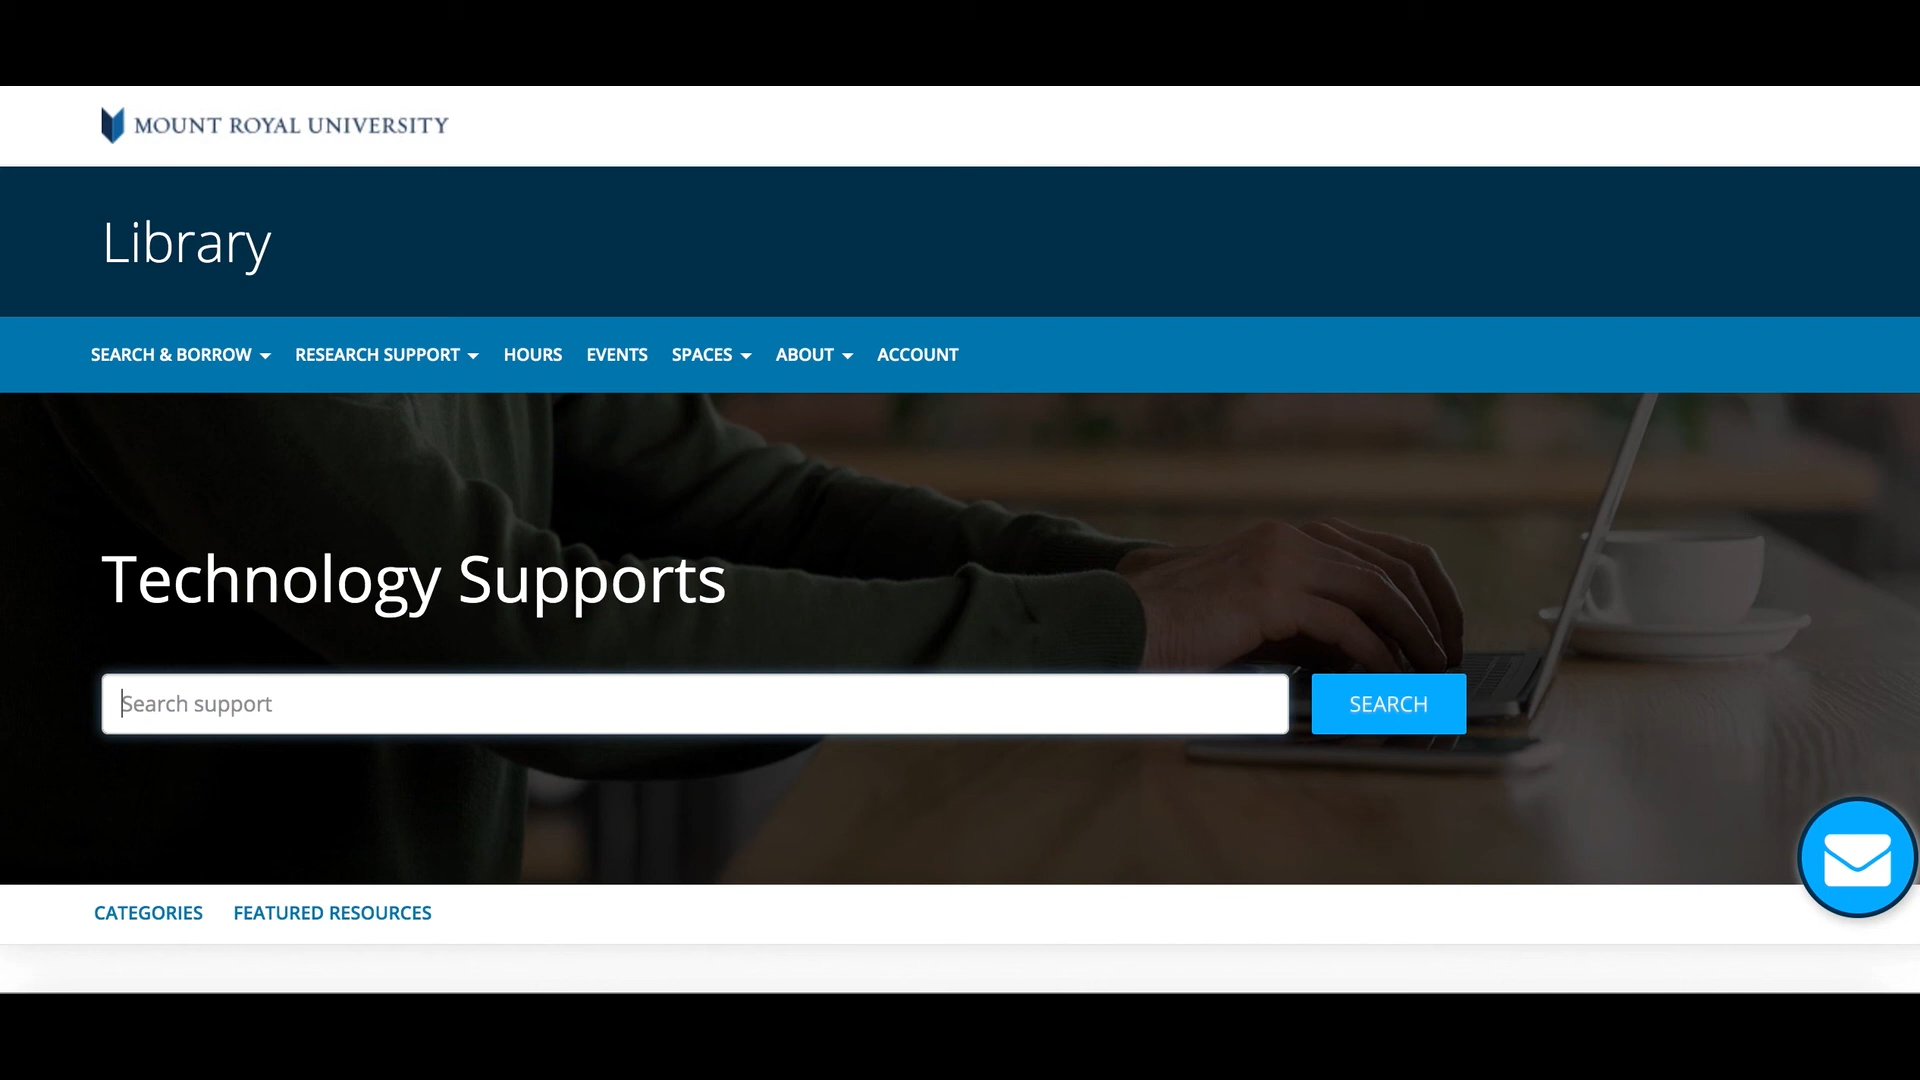 MOUNT ROYAL UNIVERSITY
Library
SEARCH & BORROW RESEARCH SUPPORT HOURS EVENTS SPACES ABOUT ACCOUNT
Technology Supports
Search support SEARCH
CATEGORIES FEATURED RESOURCES